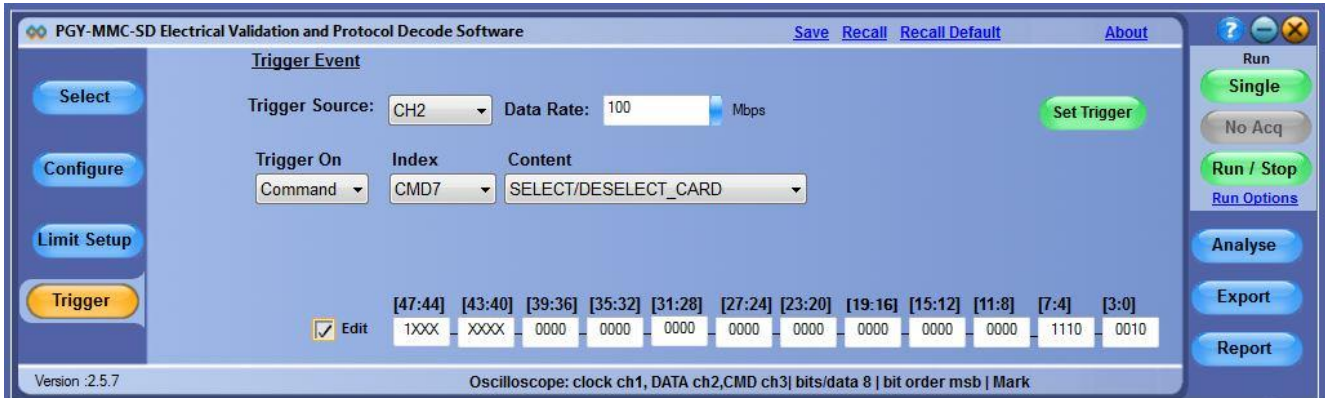 PGY-MMC-SD Electrical Validation and Protocol Decode Software Save Recall Recall Default About
Trigger Event
Trigger Source: CH2 Data Rate: 100 Mbps Set Trigger
Trigger On Index Content
Command CMD7 SELECT/DESELECT_CARD
[47:44] [43:40] [39:36] [35:32] [31:28] [27:24] [23:20] [19:16] [15:12] [11:8] [7:4] [3:0]
Edit 1XXX - XXXX - 0000 - 0000 - 0000 - 0000 - 0000 - 0000 - 0000 - 0000 - 1110 - 0010
Select
Configure
Limit Setup
Trigger
?
Run
Single
No Acq
Run / Stop
Run Options
Analyse
Export
Report
Version :2.5.7 Oscilloscope: clock ch1, DATA ch2,CMD ch3| bits/data 8 | bit order msb | Mark